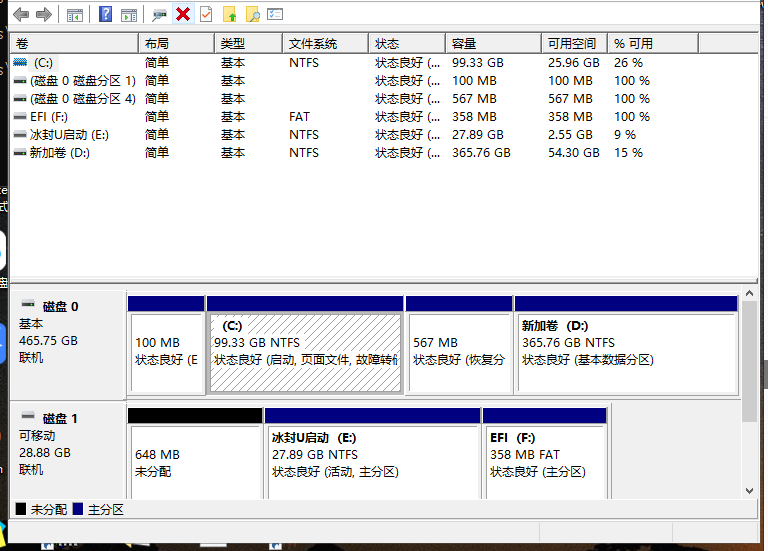 卷 布局 类型 文件系统 状态 容量 可用空间 % 可用
(C:) 简单 基本 NTFS 状态良好 (... 99.33 GB 25.96 GB 26 %
(磁盘 0 磁盘分区 1) 简单 基本 状态良好 (... 100 MB 100 MB 100 %
(磁盘 0 磁盘分区 4) 简单 基本 状态良好 (... 567 MB 567 MB 100 %
EFI (F:) 简单 基本 FAT 状态良好 (... 358 MB 358 MB 100 %
冰封U启动 (E:) 简单 基本 NTFS 状态良好 (... 27.89 GB 2.55 GB 9 %
新加卷 (D:) 简单 基本 NTFS 状态良好 (... 365.76 GB 54.30 GB 15 %
磁盘 0
基本
465.75 GB
联机
100 MB
状态良好 (E
(C:)
99.33 GB NTFS
状态良好 (启动, 页面文件, 故障转
567 MB
状态良好 (恢复分
新加卷 (D:)
365.76 GB NTFS
状态良好 (基本数据分区)
磁盘 1
可移动
28.88 GB
联机
648 MB
未分配
冰封U启动 (E:)
27.89 GB NTFS
状态良好 (活动, 主分区)
EFI (F:)
358 MB FAT
状态良好 (主分区)
未分配 主分区